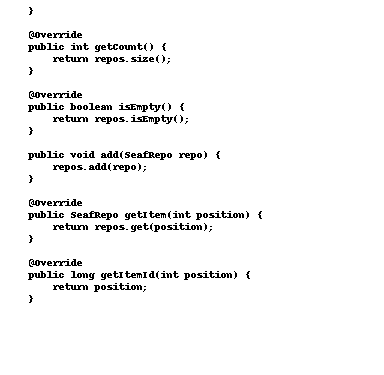 }

@Override
public int getCount() {
    return repos.size();
}

@Override
public boolean isEmpty() {
    return repos.isEmpty();
}

public void add(SeafRepo repo) {
    repos.add(repo);
}

@Override
public SeafRepo getItem(int position) {
    return repos.get(position);
}

@Override
public long getItemId(int position) {
    return position;
}